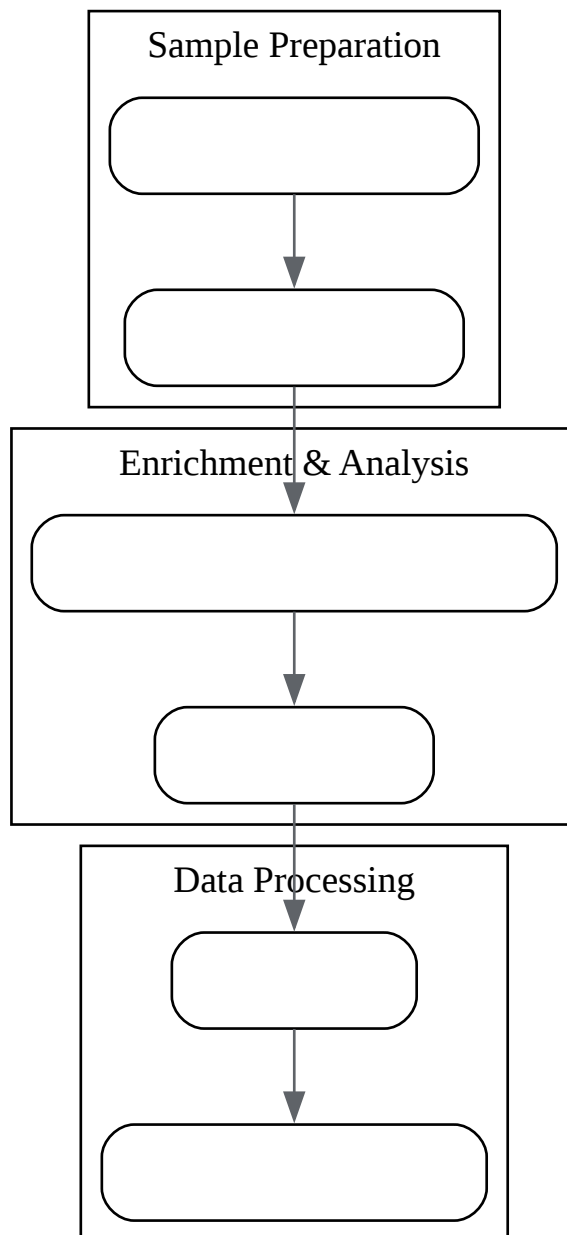 Sample Preparation
Enrichment & Analysis
Data Processing